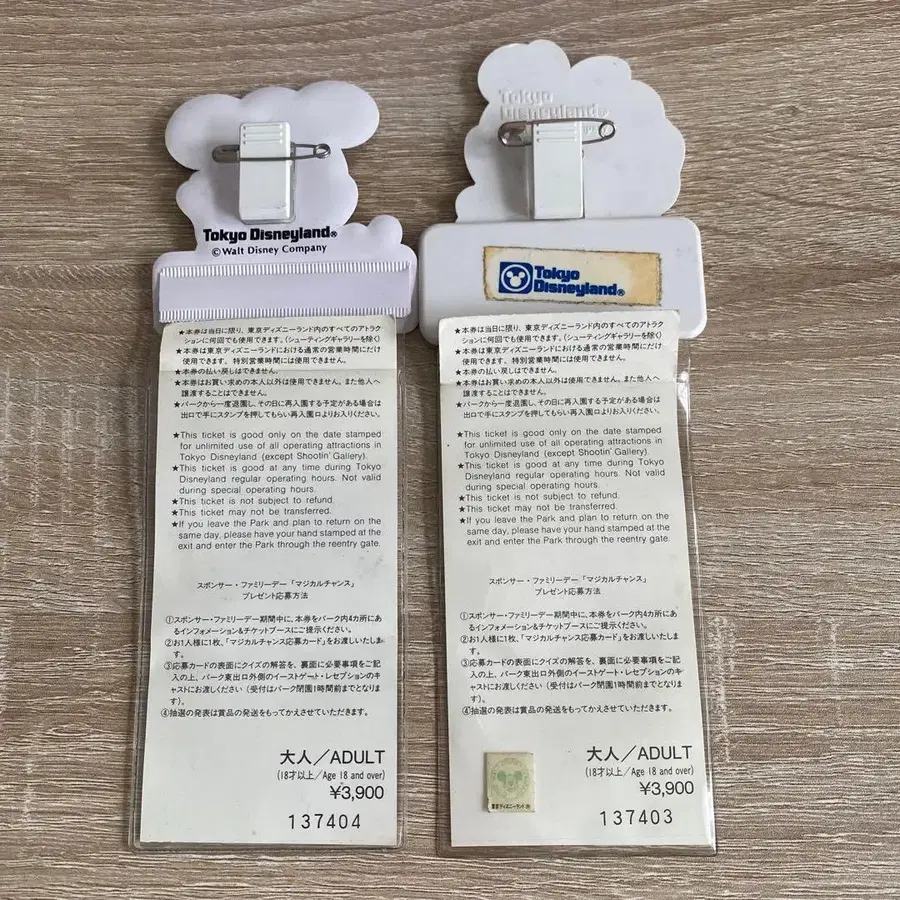 Tokyo Disneyland®
© Walt Disney Company
★本券は当日に限り、東京ディズニーランド内のすべてのアトラク
ションに何回でも使用できます。(シューティングギャラリーを除く)
★本券は東京ディズニーランドにおける通常の営業時間にだけ
使用できます。特別営業時間には使用できません。
★本券の払い戻しはできません。
★本券はお買い求めの本人以外は使用できません。また他人へ
譲渡することはできません。
★パークから一度退園し、その日に再入園する予定がある場合は
出口で手にスタンプを押してもらい再入園口よりお入りください。
★This ticket is good only on the date stamped
for unlimited use of all operating attractions in
Tokyo Disneyland (except Shootin' Gallery).
★This ticket is good at any time during Tokyo
Disneyland regular operating hours. Not valid
during special operating hours.
★This ticket is not subject to refund.
★This ticket may not be transferred.
★If you leave the Park and plan to return on the
same day, please have your hand stamped at the
exit and enter the Park through the reentry gate.
スポンサー・ファミリーデー「マジカルチャンス」
プレゼント応募方法
①スポンサー・ファミリーデー期間中に、本券をパーク内4カ所にあ
るインフォメーション&チケットブースにご提示ください。
②お1人様に1枚、「マジカルチャンス応募カード」をお渡しいたしま
す。
③応募カードの表面にクイズの解答を、裏面に必要事項をご記
入の上、パーク東出口外側のイーストゲート・レセプションのキ
ャストにお渡しください(受付はパーク閉園1時間前までとなりま
す)。
④抽選の発表は賞品の発送をもってかえさせていただきます。
大人/ADULT
(18才以上/Age 18 and over)
¥3,900
137404
Tokyo
Disneyland®
Tokyo
Disneyland®
★本券は当日に限り、東京ディズニーランド内のすべてのアトラク
ションに何回でも使用できます。(シューティングギャラリーを除く)
★本券は東京ディズニーランドにおける通常の営業時間にだけ
使用できます。特別営業時間には使用できません。
★本券の払い戻しはできません。
★本券はお買い求めの本人以外は使用できません。また他人へ
譲渡することはできません。
★パークから一度退園し、その日に再入園する予定がある場合は
出口で手にスタンプを押してもらい再入園口よりお入りください。
★This ticket is good only on the date stamped
for unlimited use of all operating attractions in
Tokyo Disneyland (except Shootin' Gallery).
★This ticket is good at any time during Tokyo
Disneyland regular operating hours. Not valid
during special operating hours.
★This ticket is not subject to refund.
★This ticket may not be transferred.
★If you leave the Park and plan to return on the
same day, please have your hand stamped at the
exit and enter the Park through the reentry gate.
スポンサー・ファミリーデー「マジカルチャンス」
プレゼント応募方法
①スポンサー・ファミリーデー期間中に、本券をパーク内4カ所にあ
るインフォメーション&チケットブースにご提示ください。
②お1人様に1枚、「マジカルチャンス応募カード」をお渡しいたしま
す。
③応募カードの表面にクイズの解答を、裏面に必要事項をご記
入の上、パーク東出口外側のイーストゲート・レセプションのキ
ャストにお渡しください(受付はパーク閉園1時間前までとなりま
す)。
④抽選の発表は賞品の発送をもってかえさせていただきます。
大人/ADULT
(18才以上/Age 18 and over)
¥3,900
137403
東京ディズニーランド